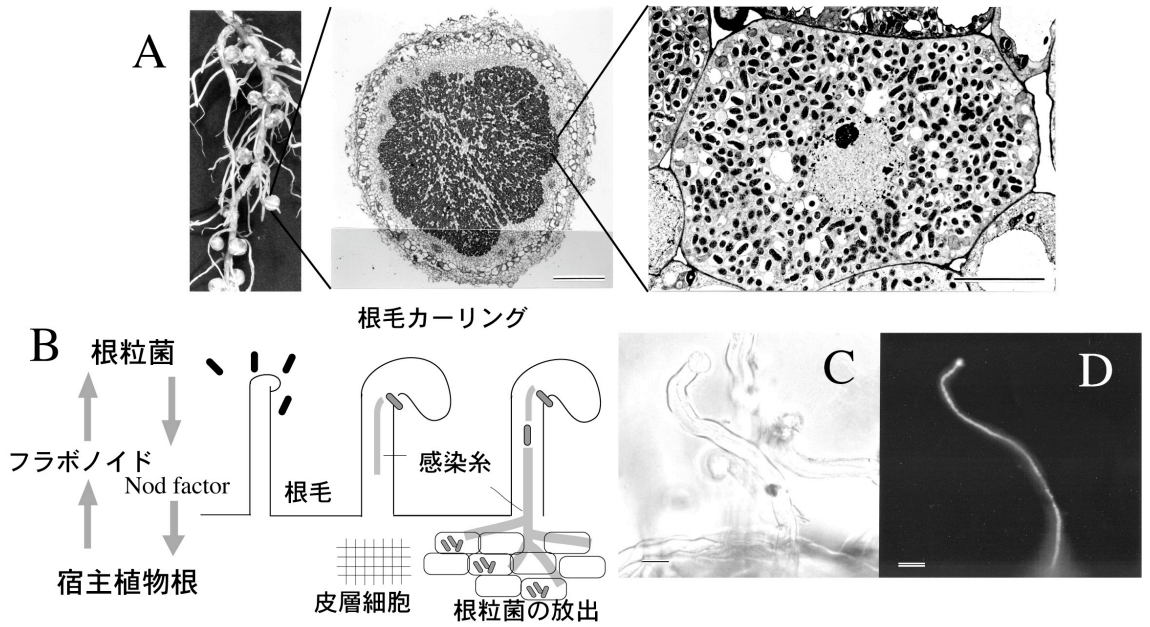 A
根毛カーリング
B
根粒菌
フラボノイド
Nod factor
宿主植物根
根毛
感染糸
皮層細胞
根粒菌の放出
C
D